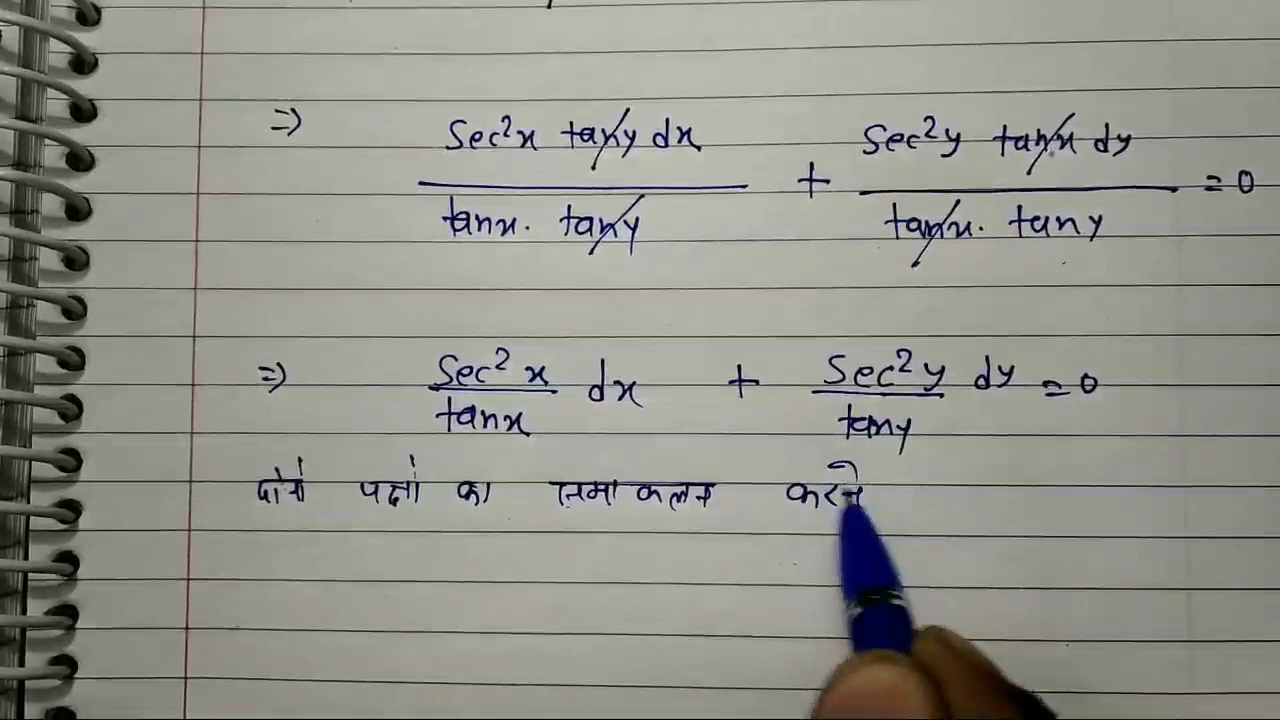 ⇒ (sec²x tany dx)/(tanx. tany) + (sec²y tanx dy)/(tanx. tany) = 0
⇒ (sec²x)/(tanx) dx + (sec²y)/(tany) dy = 0
दोनों पक्षों का समाकलन करने